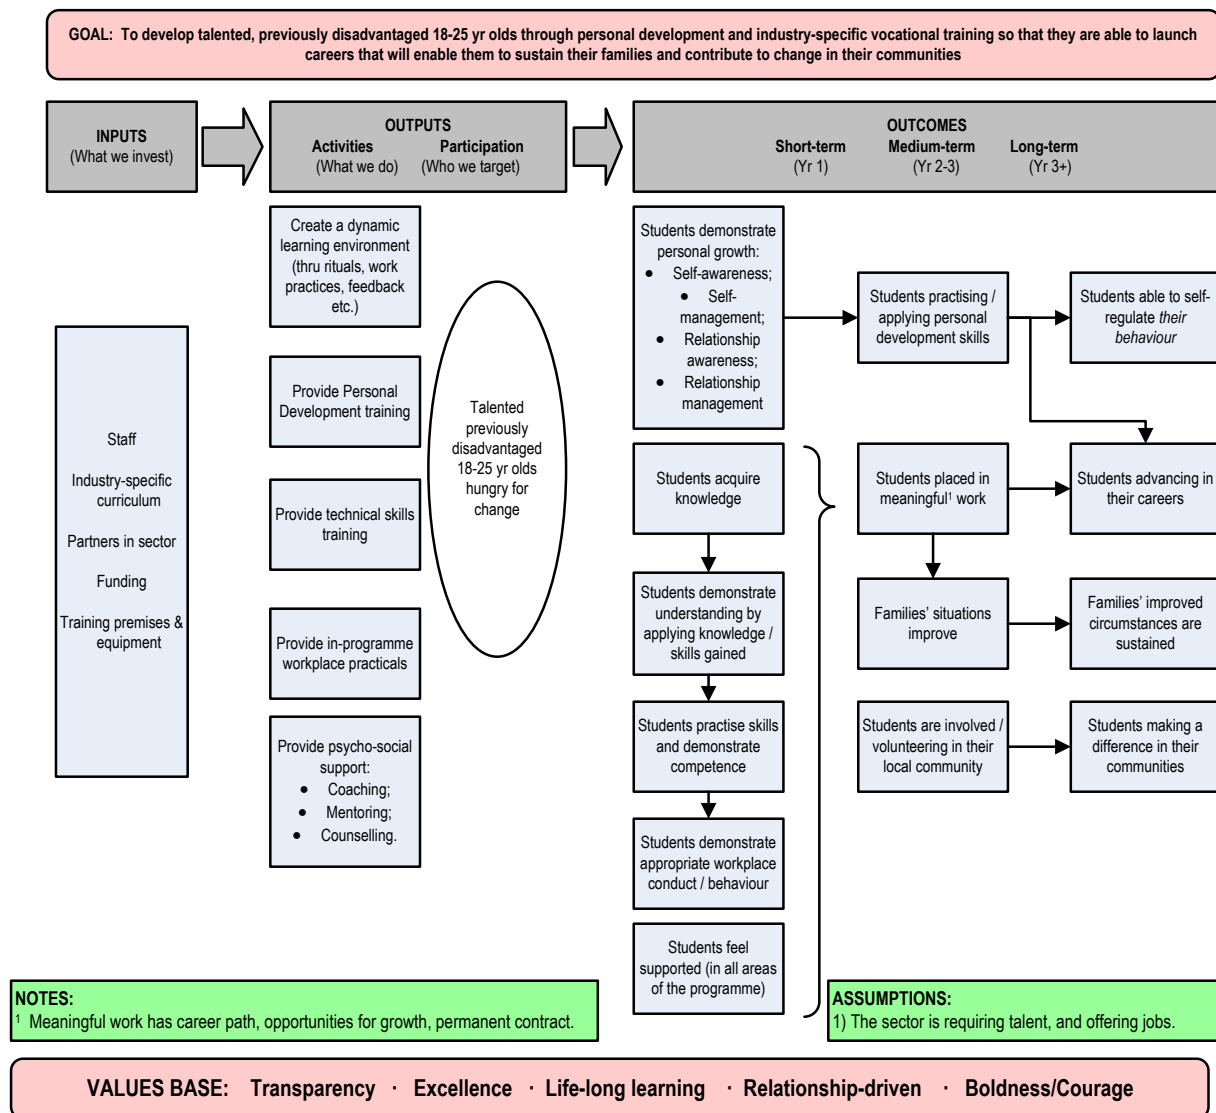 GOAL: To develop talented, previously disadvantaged 18-25 yr olds through personal development and industry-specific vocational training so that they are able to launch
careers that will enable them to sustain their families and contribute to change in their communities
INPUTS
(What we invest)
OUTPUTS
Activities Participation
(What we do) (Who we target)
OUTCOMES
Short-term Medium-term Long-term
(Yr 1) (Yr 2-3) (Yr 3+)
Staff
Industry-specific
curriculum
Partners in sector
Funding
Training premises &
equipment
Create a dynamic
learning environment
(thru rituals, work
practices, feedback
etc.)
Provide Personal
Development training
Provide technical skills
training
Provide in-programme
workplace practicals
Provide psycho-social
support:
● Coaching;
● Mentoring;
● Counselling.
Talented
previously
disadvantaged
18-25 yr olds
hungry for
change
Students demonstrate
personal growth:
● Self-awareness;
● Self-
management;
● Relationship
awareness;
● Relationship
management
Students acquire
knowledge
Students demonstrate
understanding by
applying knowledge /
skills gained
Students practise skills
and demonstrate
competence
Students demonstrate
appropriate workplace
conduct / behaviour
Students feel
supported (in all areas
of the programme)
Students practising /
applying personal
development skills
Students placed in
meaningful¹ work
Families' situations
improve
Students are involved /
volunteering in their
local community
Students able to self-
regulate their
behaviour
Students advancing in
their careers
Families' improved
circumstances are
sustained
Students making a
difference in their
communities
NOTES:
¹ Meaningful work has career path, opportunities for growth, permanent contract.
ASSUMPTIONS:
1) The sector is requiring talent, and offering jobs.
VALUES BASE: Transparency · Excellence · Life-long learning · Relationship-driven · Boldness/Courage